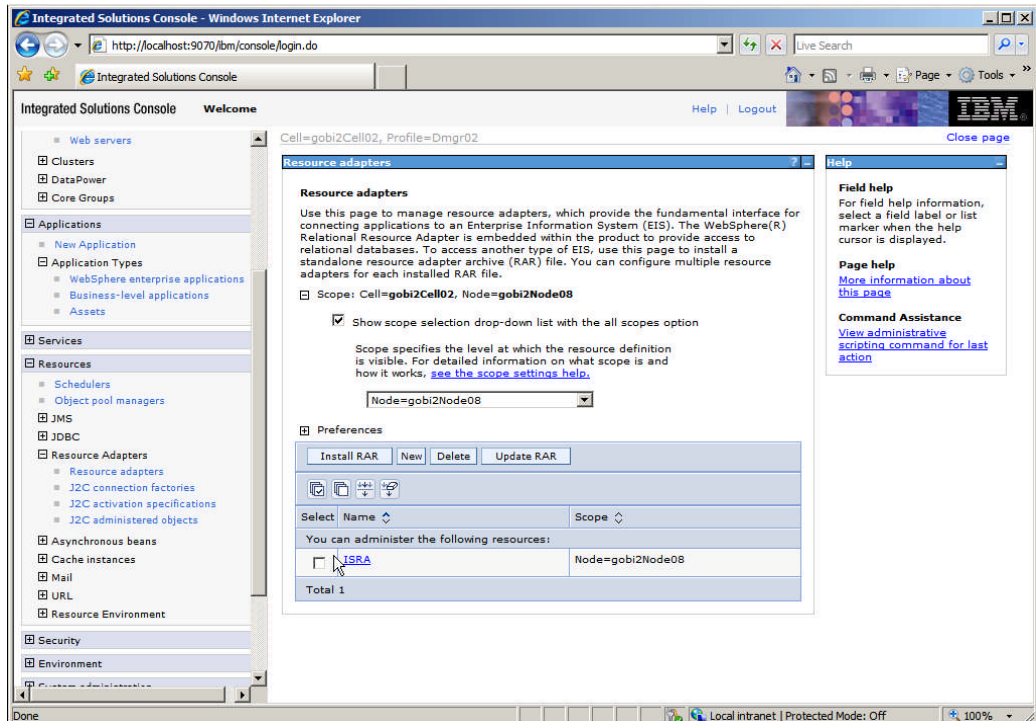 Integrated Solutions Console - Windows Internet Explorer
http://localhost:9070/ibm/console/login.do
Live Search
Integrated Solutions Console
Page
Tools
»
Integrated Solutions Console Welcome
Help | Logout
IBM.
Web servers
Clusters
DataPower
Core Groups
Applications
New Application
Application Types
WebSphere enterprise applications
Business-level applications
Assets
Services
Resources
Schedulers
Object pool managers
JMS
JDBC
Resource Adapters
Resource adapters
J2C connection factories
J2C activation specifications
J2C administered objects
Asynchronous beans
Cache instances
Mail
URL
Resource Environment
Security
Environment
System administration
Cell=gobi2Cell02, Profile=Dmgr02
Close page
Resource adapters
? -
Resource adapters
Use this page to manage resource adapters, which provide the fundamental interface for
connecting applications to an Enterprise Information System (EIS). The WebSphere(R)
Relational Resource Adapter is embedded within the product to provide access to
relational databases. To access another type of EIS, use this page to install a
standalone resource adapter archive (RAR) file. You can configure multiple resource
adapters for each installed RAR file.
Scope: Cell=gobi2Cell02, Node=gobi2Node08
Show scope selection drop-down list with the all scopes option
Scope specifies the level at which the resource definition
is visible. For detailed information on what scope is and
how it works, see the scope settings help.
Node=gobi2Node08
Preferences
Install RAR New Delete Update RAR
Select Name Scope
You can administer the following resources:
ISRA Node=gobi2Node08
Total 1
Help
Field help
For field help information,
select a field label or list
marker when the help
cursor is displayed.
Page help
More information about
this page
Command Assistance
View administrative
scripting command for last
action
Done
Local intranet | Protected Mode: Off
100%